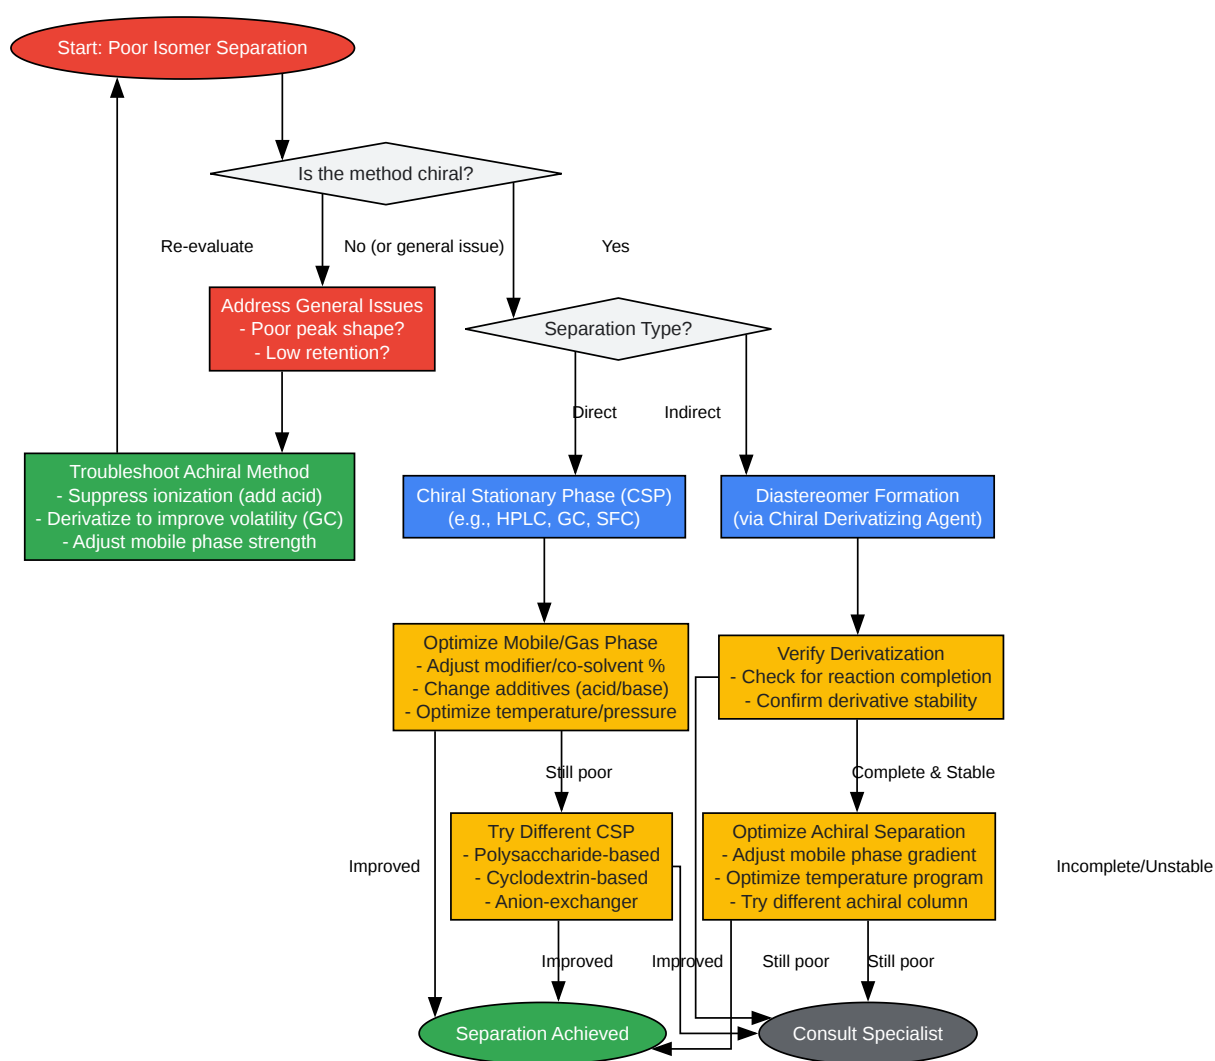 Start: Poor Isomer Separation
Is the method chiral?
Re-evaluate
No (or general issue)
Yes
Address General Issues
- Poor peak shape?
- Low retention?
Separation Type?
Direct
Indirect
Troubleshoot Achiral Method
- Suppress ionization (add acid)
- Derivatize to improve volatility (GC)
- Adjust mobile phase strength
Chiral Stationary Phase (CSP)
(e.g., HPLC, GC, SFC)
Diastereomer Formation
(via Chiral Derivatizing Agent)
Optimize Mobile/Gas Phase
- Adjust modifier/co-solvent %
- Change additives (acid/base)
- Optimize temperature/pressure
Verify Derivatization
- Check for reaction completion
- Confirm derivative stability
Still poor
Complete & Stable
Improved
Try Different CSP
- Polysaccharide-based
- Cyclodextrin-based
- Anion-exchanger
Optimize Achiral Separation
- Adjust mobile phase gradient
- Optimize temperature program
- Try different achiral column
Incomplete/Unstable
Improved
Improved
Still poor
Still poor
Separation Achieved
Consult Specialist